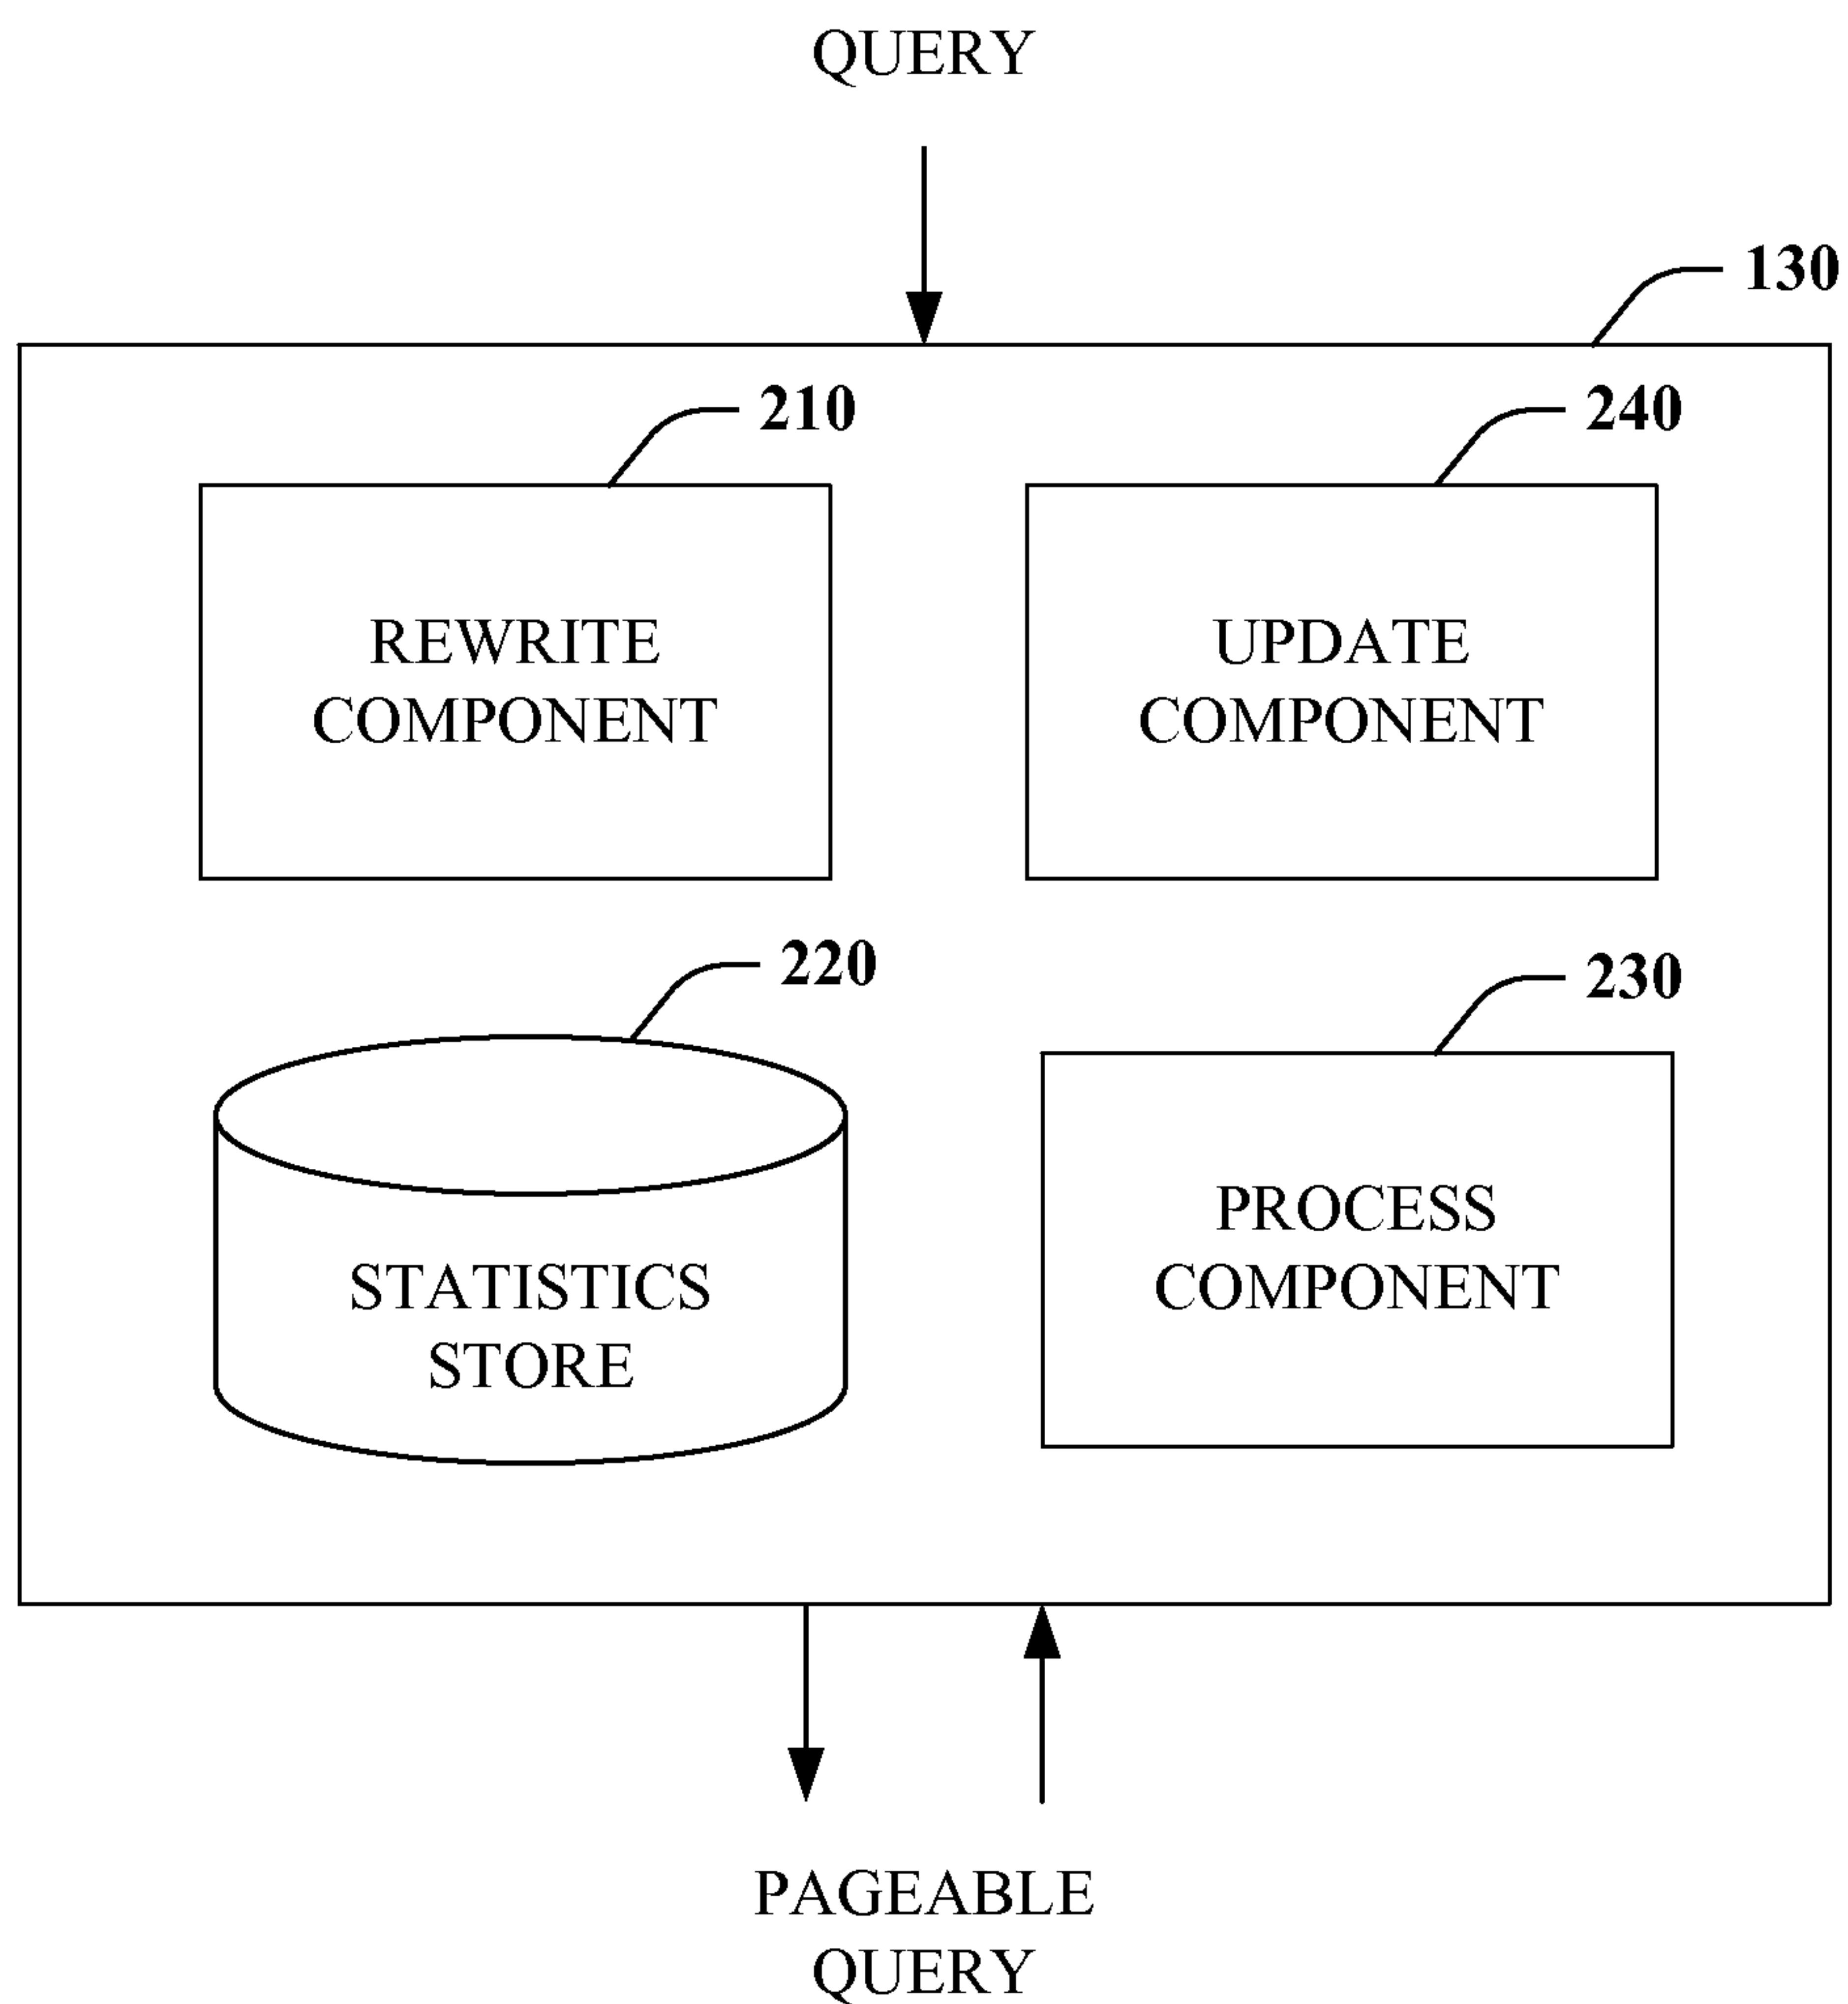 QUERY
130
210
240
REWRITE
COMPONENT
UPDATE
COMPONENT
220
230
STATISTICS
STORE
PROCESS
COMPONENT
PAGEABLE
QUERY